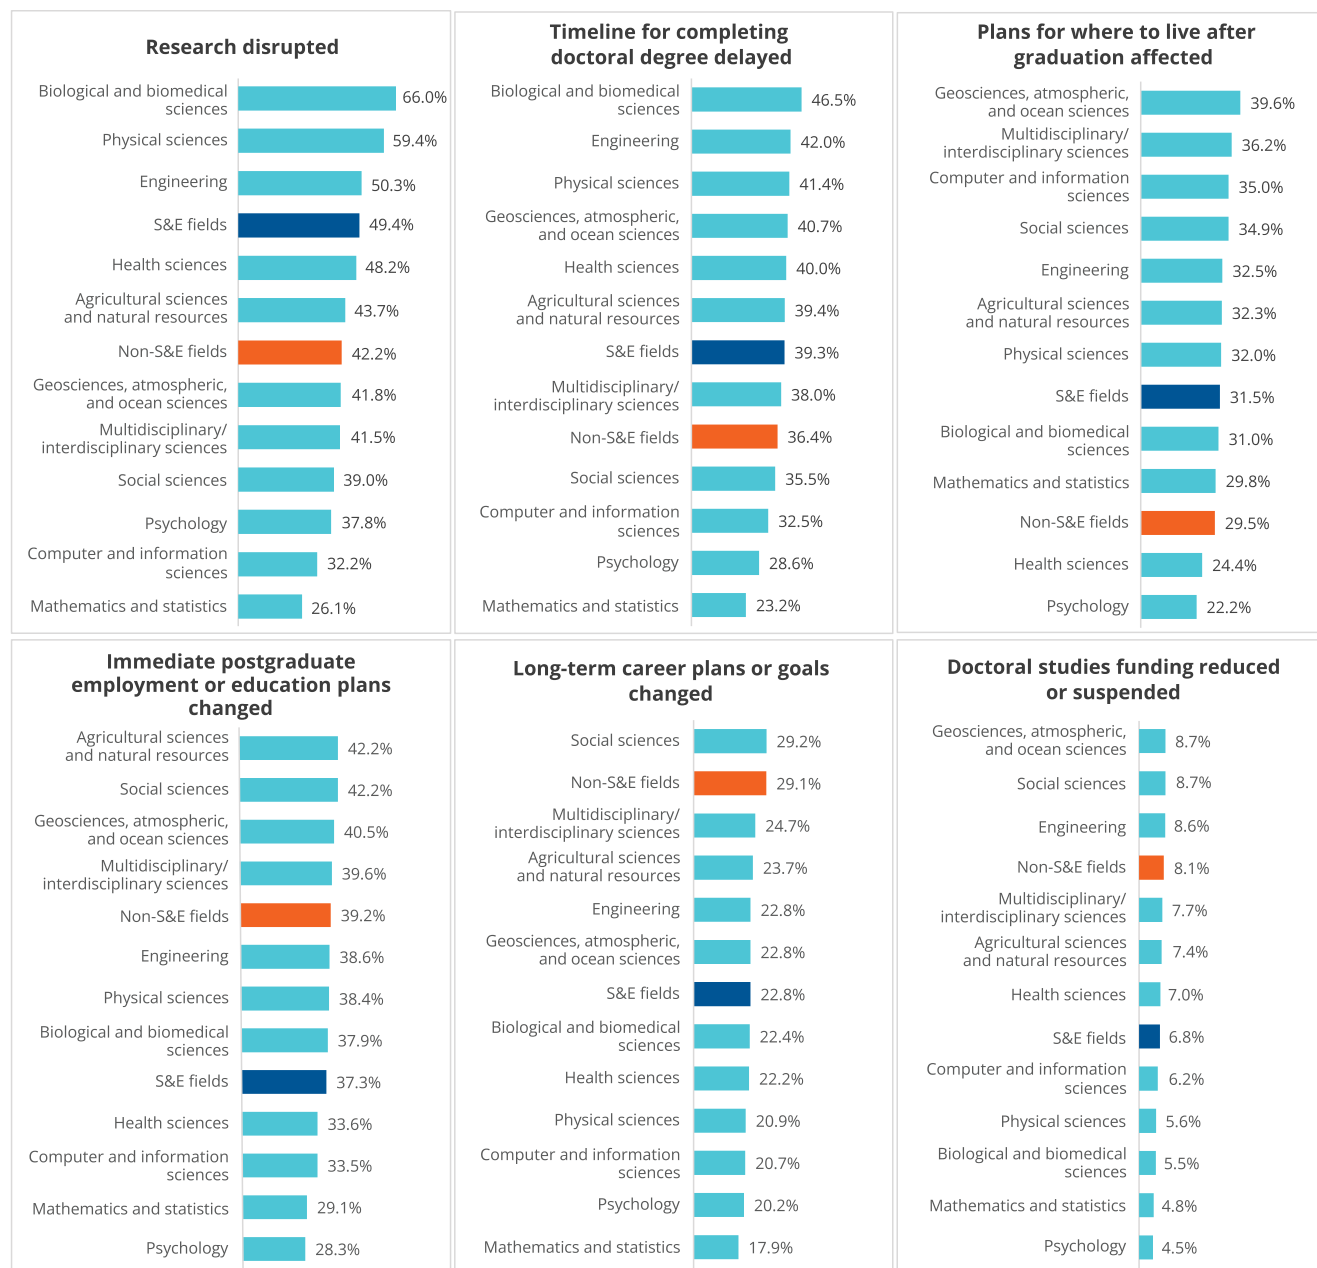 Research disrupted
Biological and biomedical
sciences
66.0%
Physical sciences
59.4%
Engineering
50.3%
S&E fields
49.4%
Health sciences
48.2%
Agricultural sciences
and natural resources
43.7%
Non-S&E fields
42.2%
Geosciences, atmospheric,
and ocean sciences
41.8%
Multidisciplinary/
interdisciplinary sciences
41.5%
Social sciences
39.0%
Psychology
37.8%
Computer and information
sciences
32.2%
Mathematics and statistics
26.1%
Timeline for completing
doctoral degree delayed
Biological and biomedical
sciences
46.5%
Engineering
42.0%
Physical sciences
41.4%
Geosciences, atmospheric,
and ocean sciences
40.7%
Health sciences
40.0%
Agricultural sciences
and natural resources
39.4%
S&E fields
39.3%
Multidisciplinary/
interdisciplinary sciences
38.0%
Non-S&E fields
36.4%
Social sciences
35.5%
Computer and information
sciences
32.5%
Psychology
28.6%
Mathematics and statistics
23.2%
Plans for where to live after
graduation affected
Geosciences, atmospheric,
and ocean sciences
39.6%
Multidisciplinary/
interdisciplinary sciences
36.2%
Computer and information
sciences
35.0%
Social sciences
34.9%
Engineering
32.5%
Agricultural sciences
and natural resources
32.3%
Physical sciences
32.0%
S&E fields
31.5%
Biological and biomedical
sciences
31.0%
Mathematics and statistics
29.8%
Non-S&E fields
29.5%
Health sciences
24.4%
Psychology
22.2%
Immediate postgraduate
employment or education plans
changed
Agricultural sciences
and natural resources
42.2%
Social sciences
42.2%
Geosciences, atmospheric,
and ocean sciences
40.5%
Multidisciplinary/
interdisciplinary sciences
39.6%
Non-S&E fields
39.2%
Engineering
38.6%
Physical sciences
38.4%
Biological and biomedical
sciences
37.9%
S&E fields
37.3%
Health sciences
33.6%
Computer and information
sciences
33.5%
Mathematics and statistics
29.1%
Psychology
28.3%
Long-term career plans or goals
changed
Social sciences
29.2%
Non-S&E fields
29.1%
Multidisciplinary/
interdisciplinary sciences
24.7%
Agricultural sciences
and natural resources
23.7%
Engineering
22.8%
Geosciences, atmospheric,
and ocean sciences
22.8%
S&E fields
22.8%
Biological and biomedical
sciences
22.4%
Health sciences
22.2%
Physical sciences
20.9%
Computer and information
sciences
20.7%
Psychology
20.2%
Mathematics and statistics
17.9%
Doctoral studies funding reduced
or suspended
Geosciences, atmospheric,
and ocean sciences
8.7%
Social sciences
8.7%
Engineering
8.6%
Non-S&E fields
8.1%
Multidisciplinary/
interdisciplinary sciences
7.7%
Agricultural sciences
and natural resources
7.4%
Health sciences
7.0%
S&E fields
6.8%
Computer and information
sciences
6.2%
Physical sciences
5.6%
Biological and biomedical
sciences
5.5%
Mathematics and statistics
4.8%
Psychology
4.5%